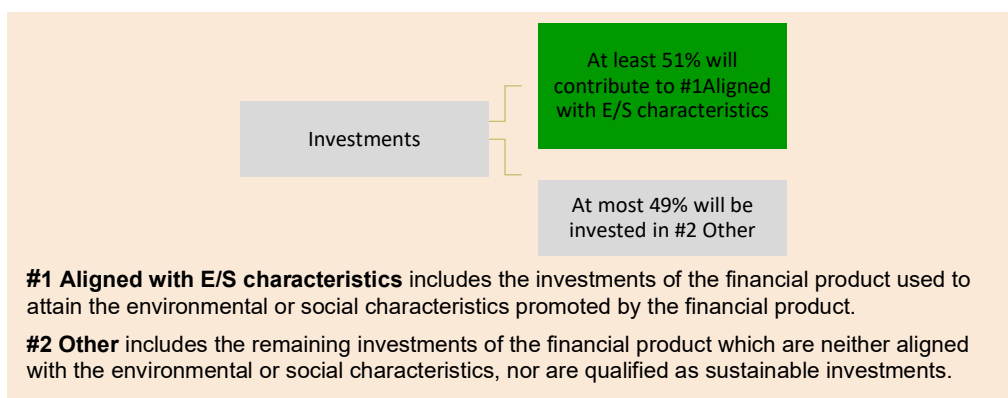 At least 51% will
contribute to #1Aligned
with E/S characteristics
Investments
At most 49% will be
invested in #2 Other
#1 Aligned with E/S characteristics includes the investments of the financial product used to
attain the environmental or social characteristics promoted by the financial product.
#2 Other includes the remaining investments of the financial product which are neither aligned
with the environmental or social characteristics, nor are qualified as sustainable investments.